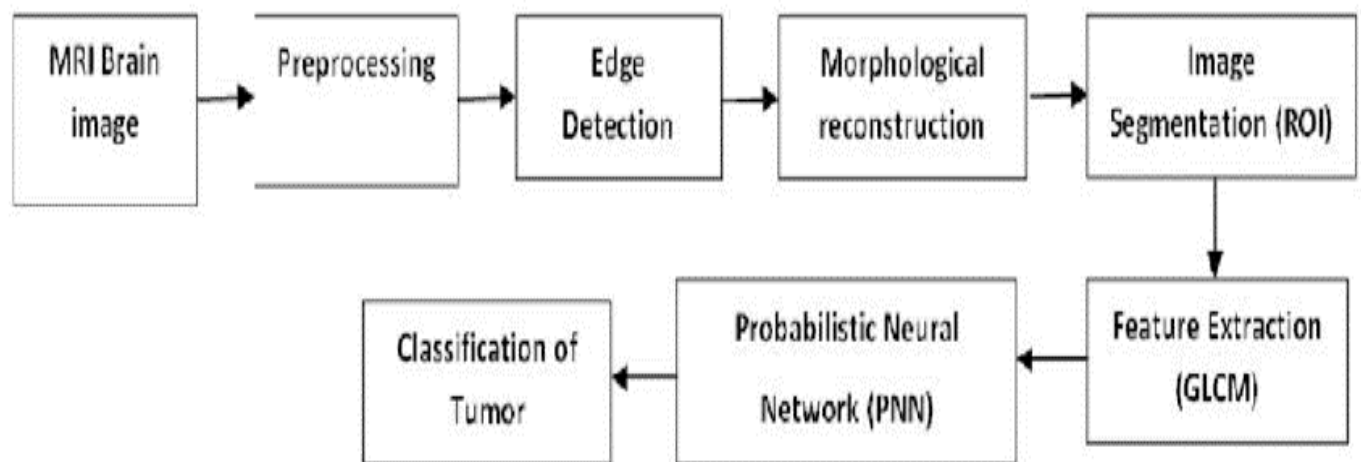 MRI Brain
image
Preprocessing
Edge
Detection
Morphological
reconstruction
Image
Segmentation (ROI)
Feature Extraction
(GLCM)
Probabilistic Neural
Network (PNN)
Classification of
Tumor